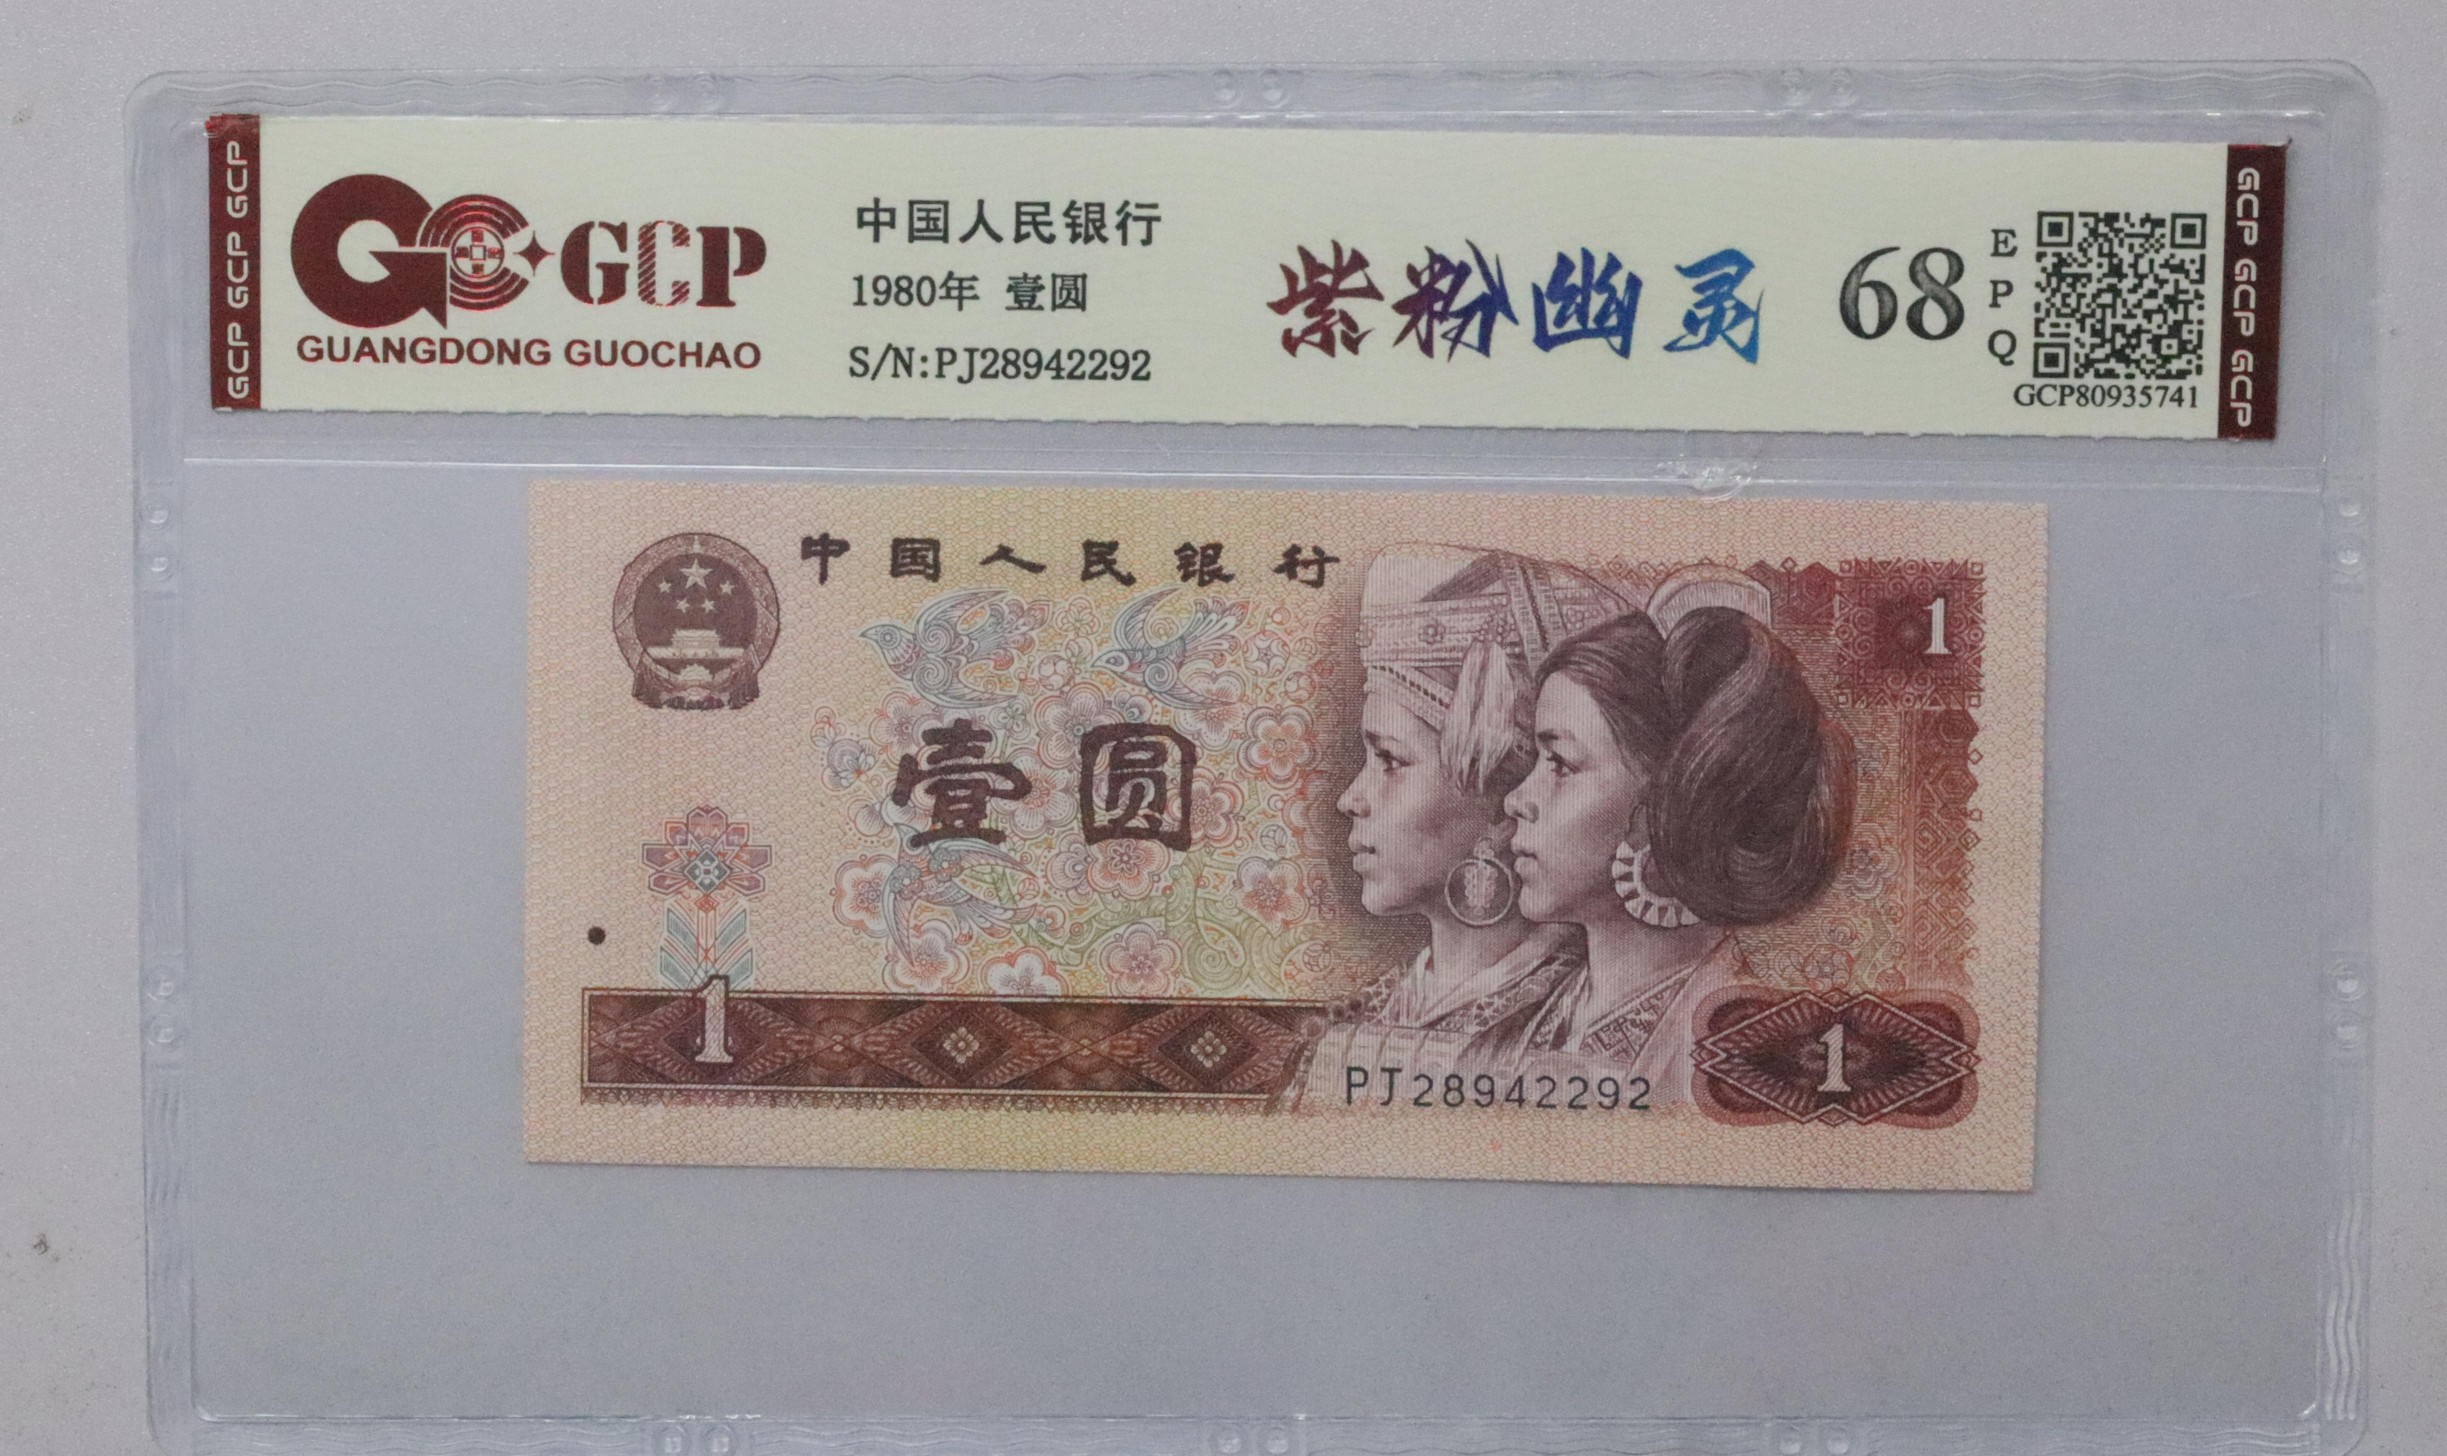 GCP GCP GCP
GCP
GUANGDONG GUOCHAO
中国人民银行
1980年 壹圆
S/N:PJ28942292
紫粉幽灵
68
EPQ
GCP80935741
GCP GCP GCP
中国人民银行
1
壹圆
1
1
PJ28942292